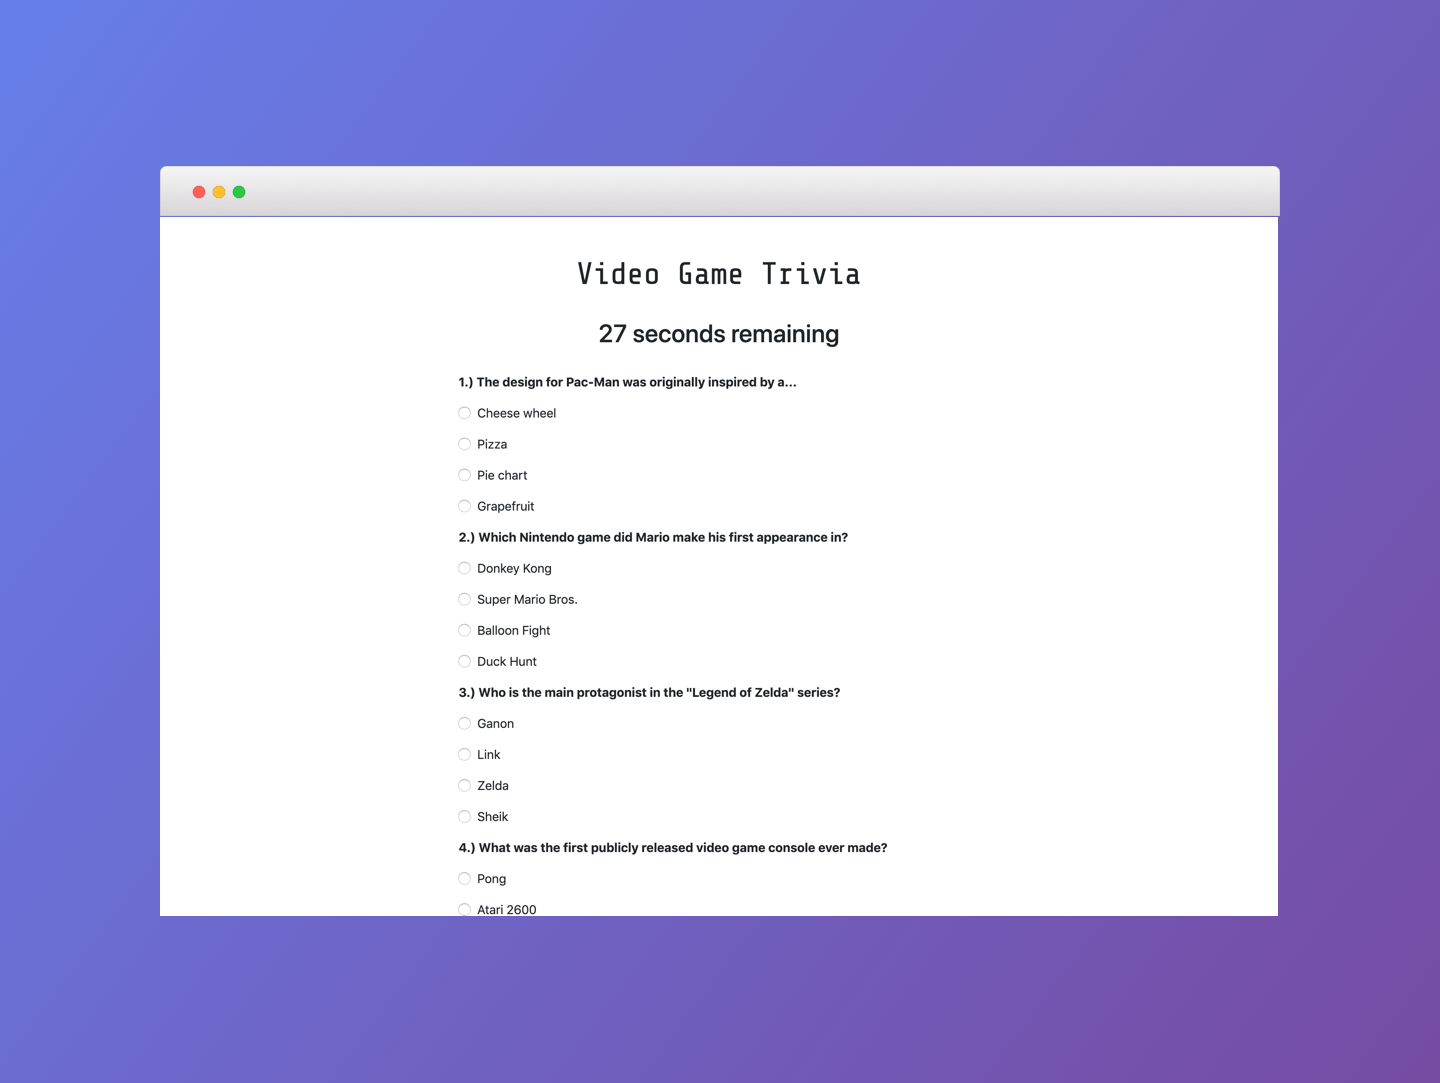 Video Game Trivia
27 seconds remaining
1.) The design for Pac-Man was originally inspired by a...
Cheese wheel
Pizza
Pie chart
Grapefruit
2.) Which Nintendo game did Mario make his first appearance in?
Donkey Kong
Super Mario Bros.
Balloon Fight
Duck Hunt
3.) Who is the main protagonist in the "Legend of Zelda" series?
Ganon
Link
Zelda
Sheik
4.) What was the first publicly released video game console ever made?
Pong
Atari 2600